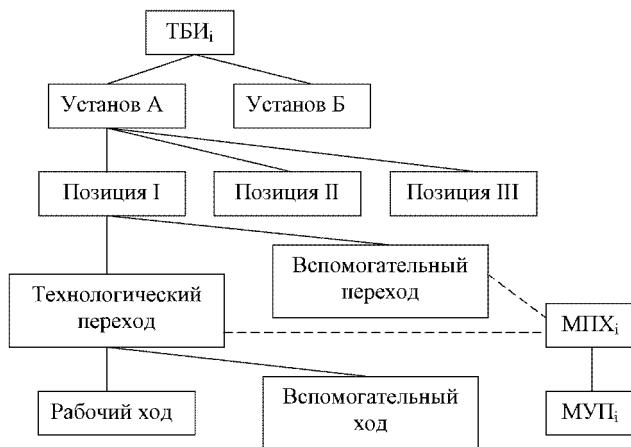 ТБИi
Установ А
Установ Б
Позиция I
Позиция II
Позиция III
Вспомогательный
переход
Технологический
переход
МПХi
Рабочий ход
Вспомогательный
ход
МУПi